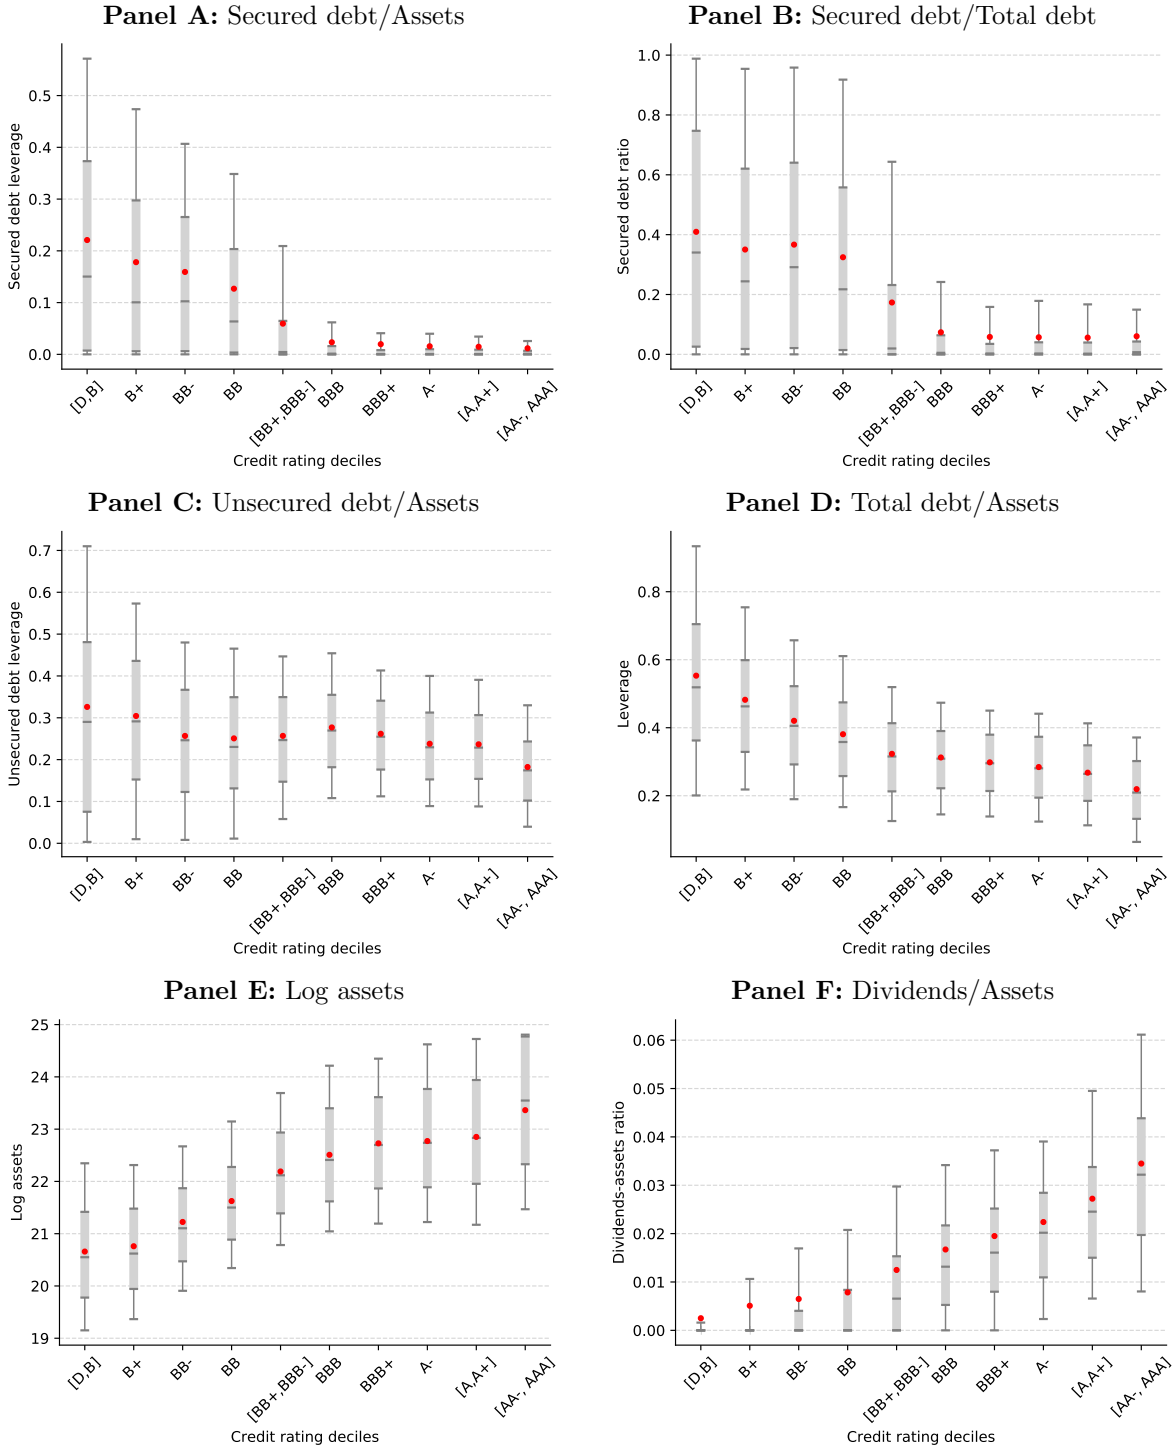 Panel A: Secured debt/Assets
Secured debt leverage
0.5
0.4
0.3
0.2
0.1
0.0
[D,B] B+ BB- BB [BB+,BBB-] BBB BBB+ A- [A,A+] [AA-, AAA]
Credit rating deciles
Panel B: Secured debt/Total debt
Secured debt ratio
1.0
0.8
0.6
0.4
0.2
0.0
[D,B] B+ BB- BB [BB+,BBB-] BBB BBB+ A- [A,A+] [AA-, AAA]
Credit rating deciles
Panel C: Unsecured debt/Assets
Unsecured debt leverage
0.7
0.6
0.5
0.4
0.3
0.2
0.1
0.0
[D,B] B+ BB- BB [BB+,BBB-] BBB BBB+ A- [A,A+] [AA-, AAA]
Credit rating deciles
Panel D: Total debt/Assets
Leverage
0.8
0.6
0.4
0.2
[D,B] B+ BB- BB [BB+,BBB-] BBB BBB+ A- [A,A+] [AA-, AAA]
Credit rating deciles
Panel E: Log assets
Log assets
25
24
23
22
21
20
19
[D,B] B+ BB- BB [BB+,BBB-] BBB BBB+ A- [A,A+] [AA-, AAA]
Credit rating deciles
Panel F: Dividends/Assets
Dividends-assets ratio
0.06
0.05
0.04
0.03
0.02
0.01
0.00
[D,B] B+ BB- BB [BB+,BBB-] BBB BBB+ A- [A,A+] [AA-, AAA]
Credit rating deciles